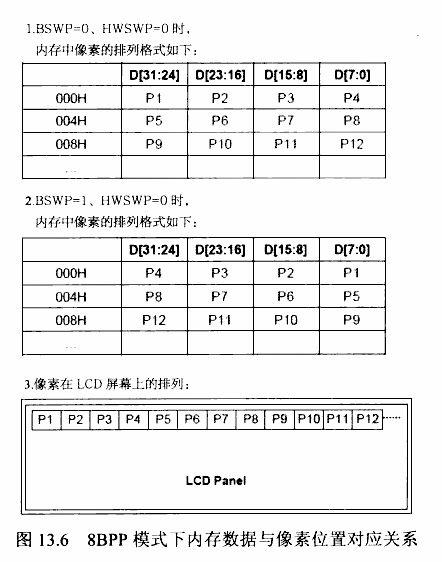 1.BSWP=0、HWSWP=0 时,
内存中像素的排列格式如下:
D[31:24] D[23:16] D[15:8] D[7:0]
000H P1 P2 P3 P4
004H P5 P6 P7 P8
008H P9 P10 P11 P12
...
2.BSWP=1、HWSWP=0 时,
内存中像素的排列格式如下:
D[31:24] D[23:16] D[15:8] D[7:0]
000H P4 P3 P2 P1
004H P8 P7 P6 P5
008H P12 P11 P10 P9
...
3.像素在 LCD 屏幕上的排列:
P1 P2 P3 P4 P5 P6 P7 P8 P9 P10 P11 P12 ······
LCD Panel
图 13.6 8BPP 模式下内存数据与像素位置对应关系